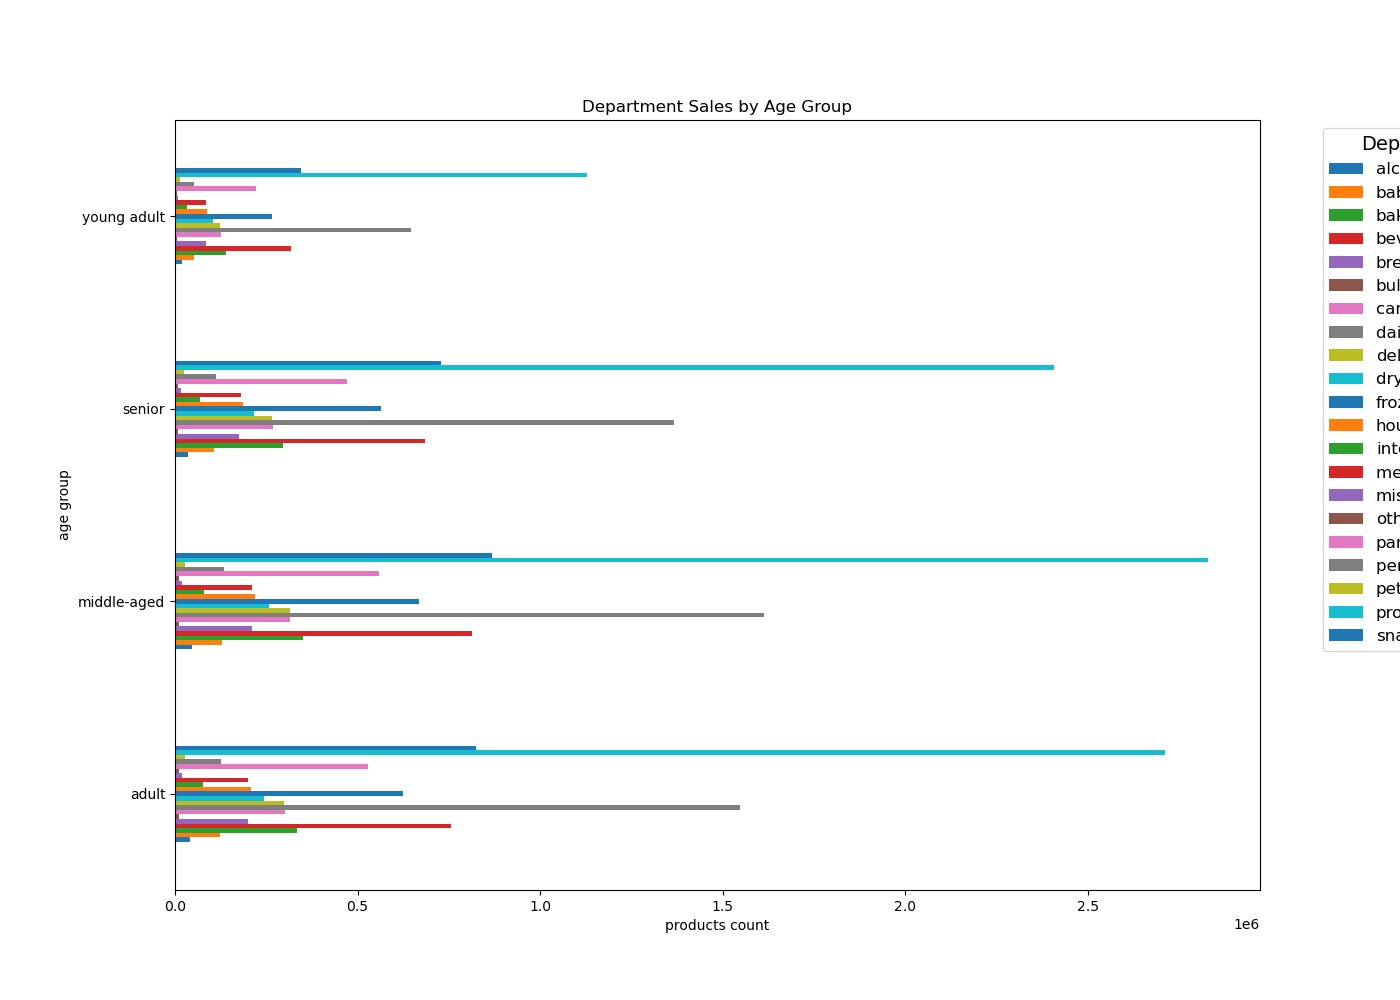 Department Sales by Age Group
young adult
senior
middle-aged
adult
age group
0.0 0.5 1.0 1.5 2.0 2.5
products count
1e6
Dep
alc
bab
bak
bev
bre
bul
can
dai
del
dry
froz
hou
inte
me
mis
oth
pan
per
pet
pro
sna